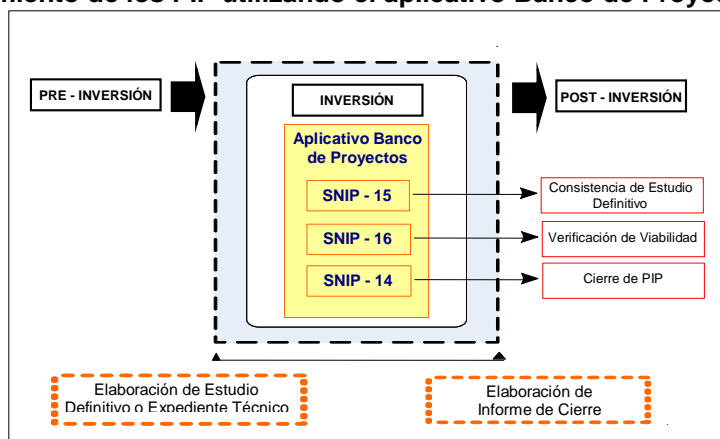 de los PIP utilizando el aplicativo Banco de
PRE - INVERSIÓN
INVERSIÓN
POST - INVERSIÓN
Aplicativo Banco
de Proyectos
SNIP - 15
Consistencia de Estudio
Definitivo
SNIP - 16
Verificación de Viabilidad
SNIP - 14
Cierre de PIP
Elaboración de Estudio
Definitivo o Expediente Técnico
Elaboración de
Informe de Cierre